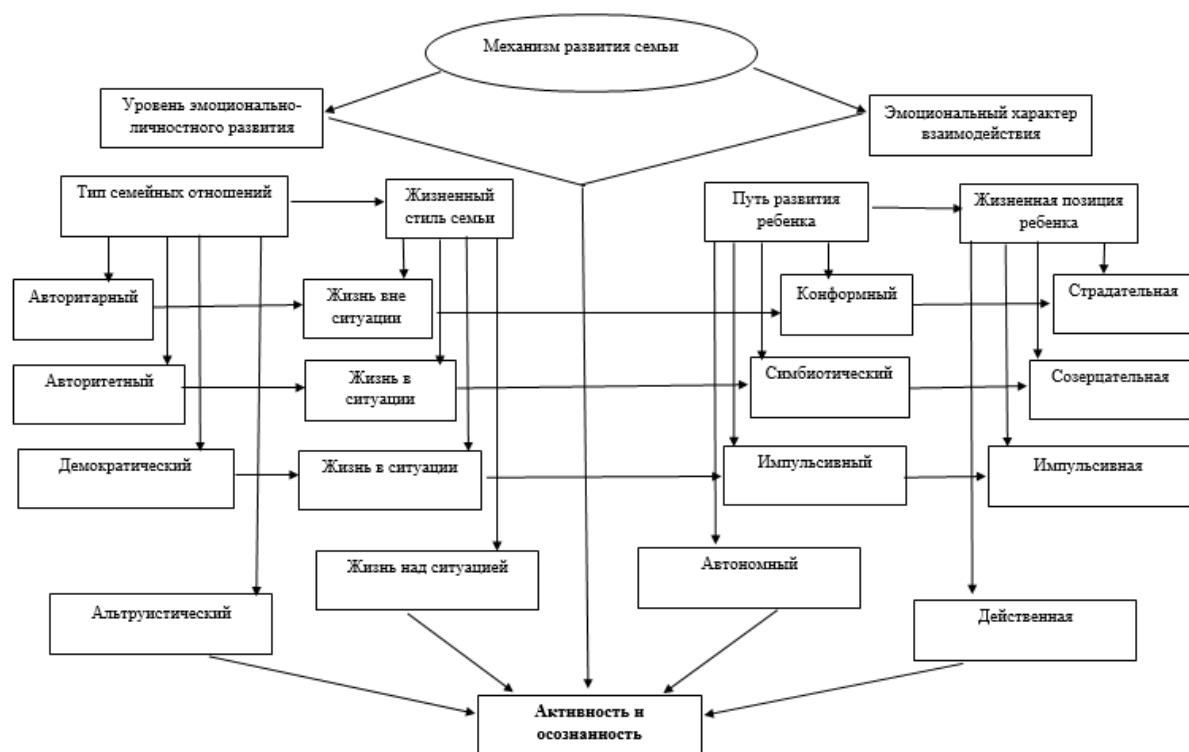 Механизм развития семьи
Уровень эмоционально-
личностного развития
Эмоциональный характер
взаимодействия
Тип семейных отношений
Жизненный
стиль семьи
Путь развития
ребенка
Жизненная позиция
ребенка
Авторитарный
Жизнь вне
ситуации
Конформный
Страдательная
Авторитетный
Жизнь в
ситуации
Симбиотический
Созерцательная
Демократический
Жизнь в ситуации
Импульсивный
Импульсивная
Жизнь над ситуацией
Автономный
Альтруистический
Действенная
Активность и
осознанность